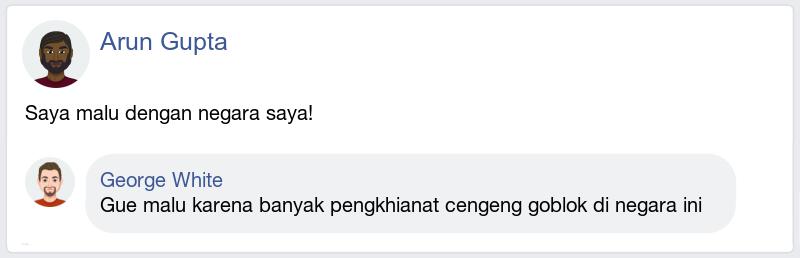 Arun Gupta
Saya malu dengan negara saya!
George White
Gue malu karena banyak pengkhianat cengeng goblok di negara ini